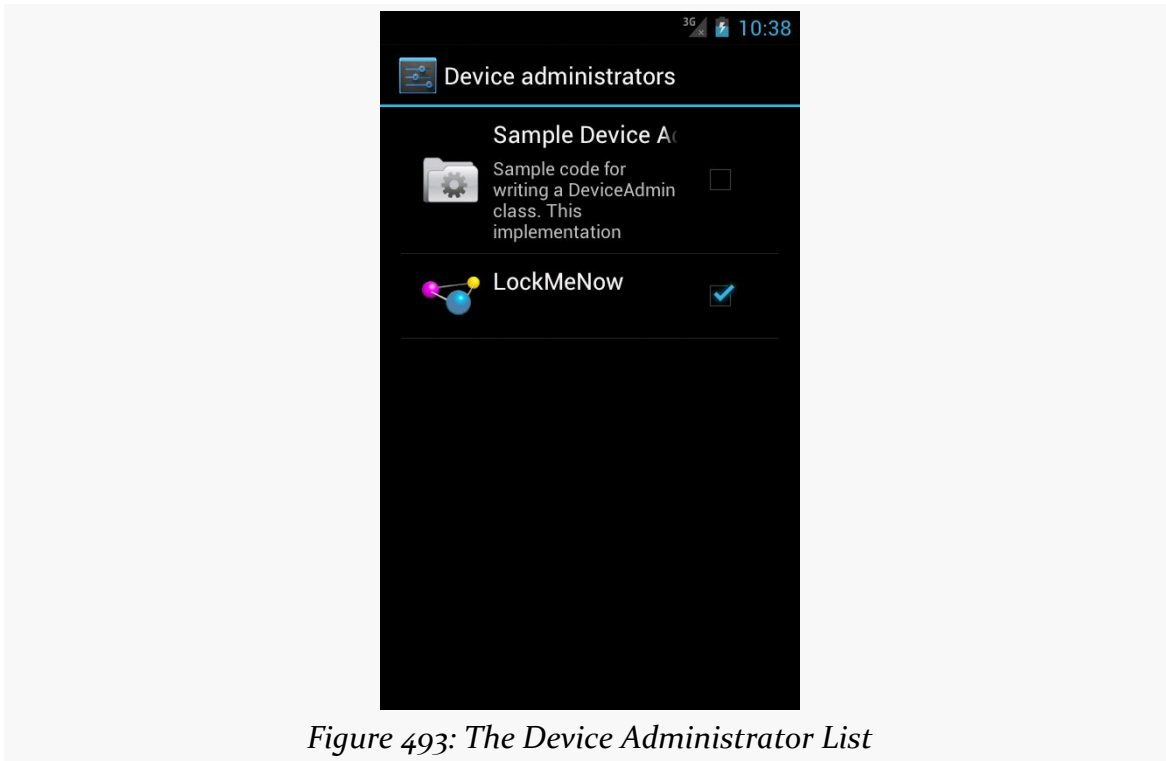 3G
10:38
Device administrators
Sample Device A
Sample code for
writing a DeviceAdmin
class. This
implementation
LockMeNow
Figure 493: The Device Administrator List